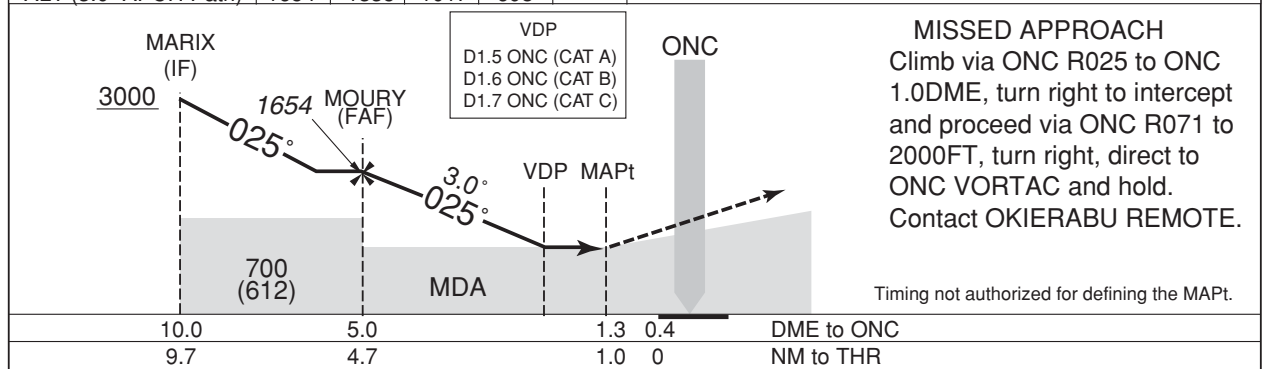 MARIX
(IF)
3000
1654
MOURY
(FAF)
025°
3.0°
025°
VDP
D1.5 ONC (CAT A)
D1.6 ONC (CAT B)
D1.7 ONC (CAT C)
VDP MAPt
ONC
700
(612)
MDA
MISSED APPROACH
Climb via ONC R025 to ONC
1.0DME, turn right to intercept
and proceed via ONC R071 to
2000FT, turn right, direct to
ONC VORTAC and hold.
Contact OKIERABU REMOTE.
Timing not authorized for defining the MAPt.
10.0 5.0 1.3 0.4 DME to ONC
9.7 4.7 1.0 0 NM to THR